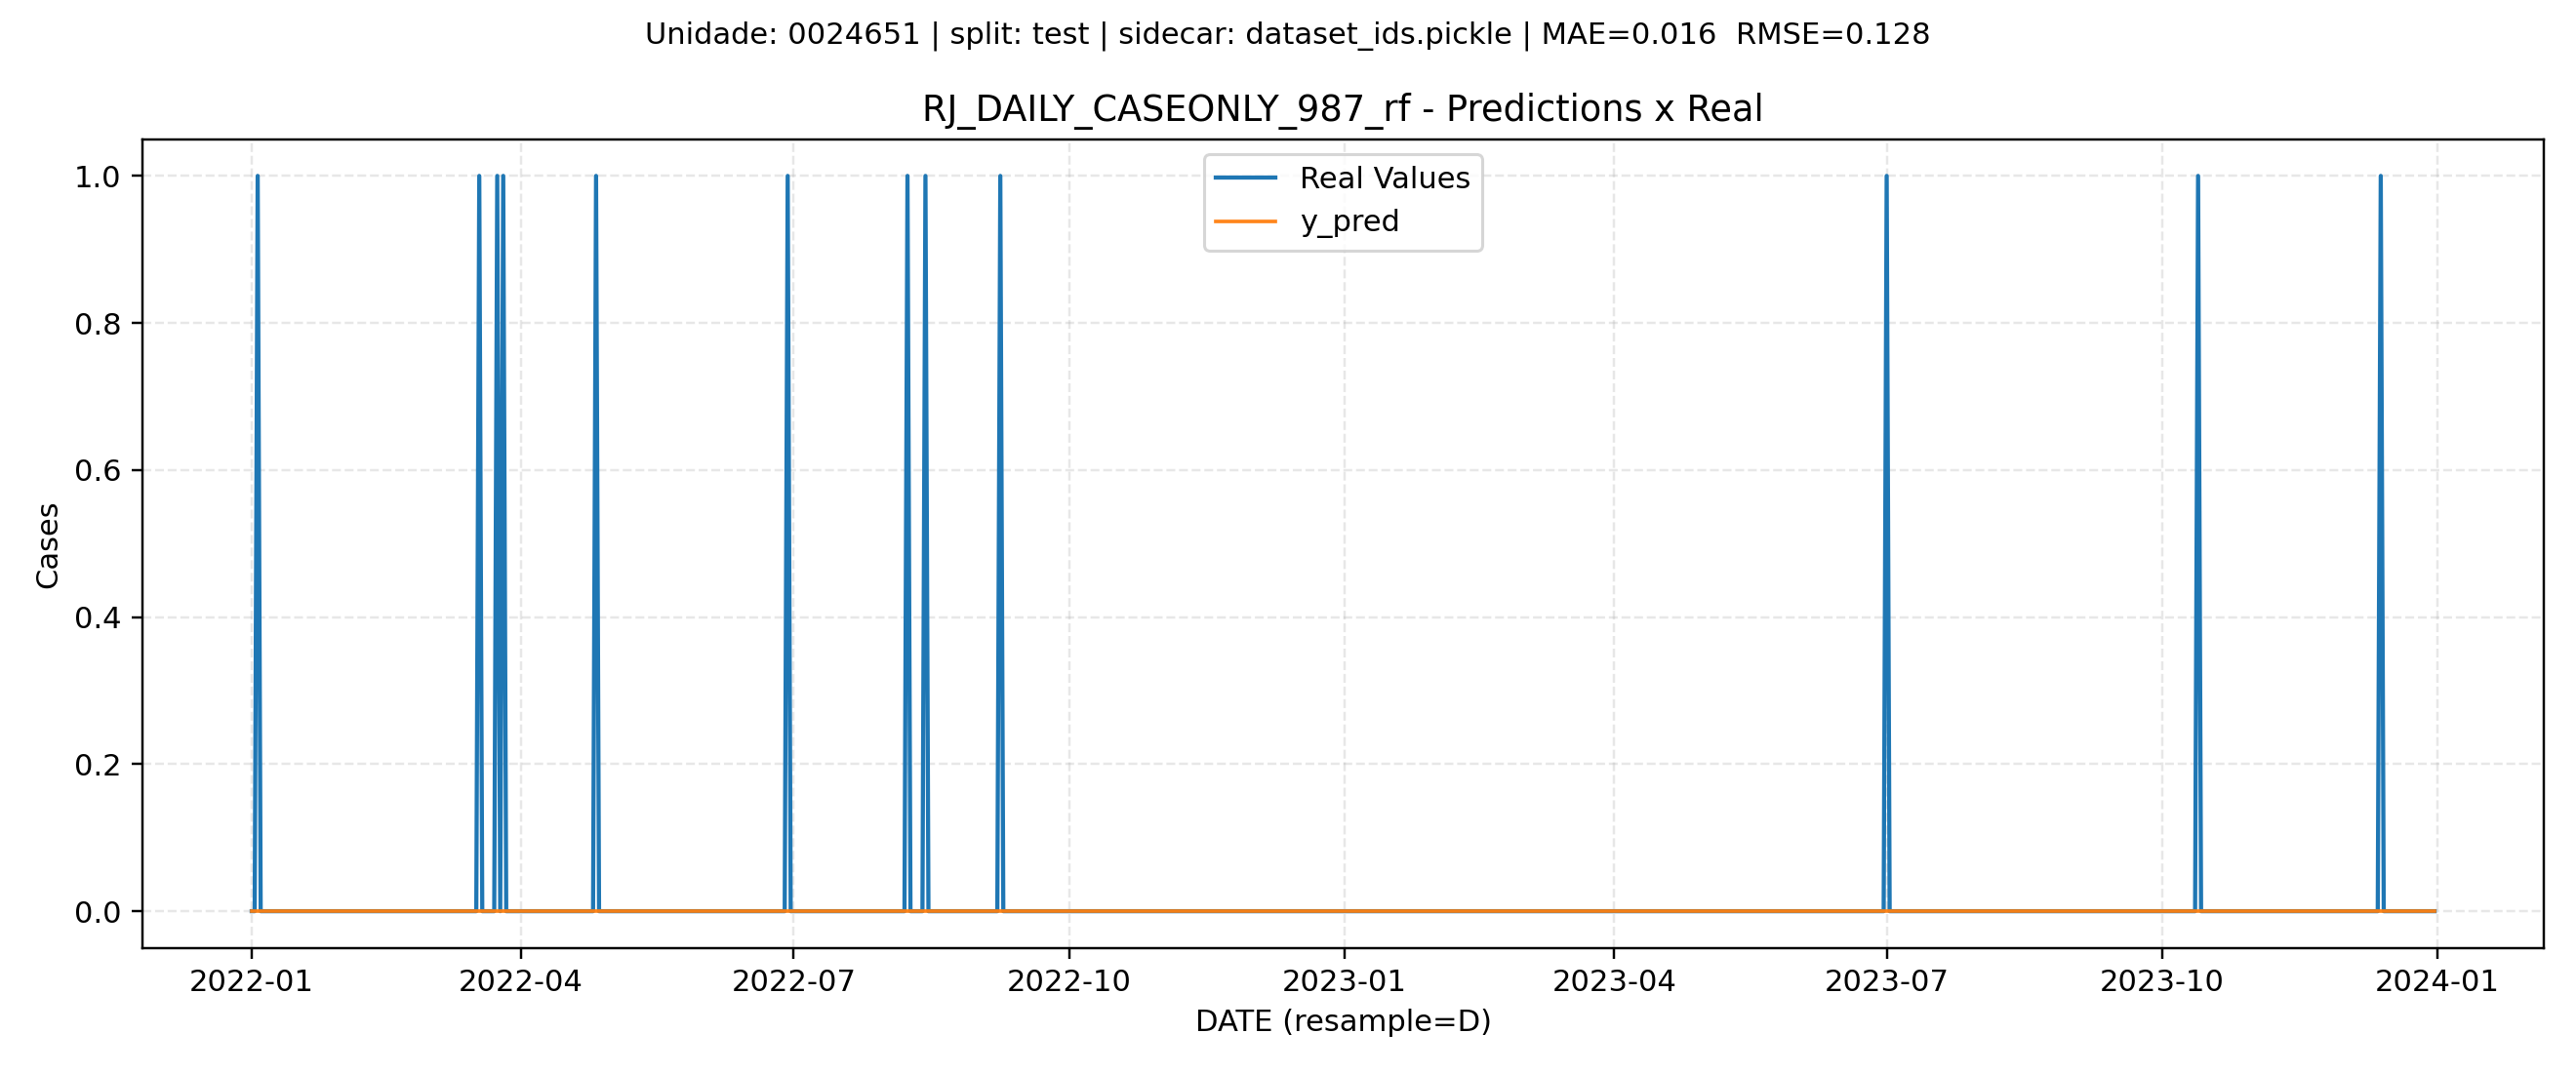 Unidade: 0024651 | split: test | sidecar: dataset_ids.pickle | MAE=0.016  RMSE=0.128
RJ_DAILY_CASEONLY_987_rf - Predictions x Real
Real Values
y_pred
1.0
0.8
0.6
0.4
0.2
0.0
Cases
2022-01 2022-04 2022-07 2022-10 2023-01 2023-04 2023-07 2023-10 2024-01
DATE (resample=D)